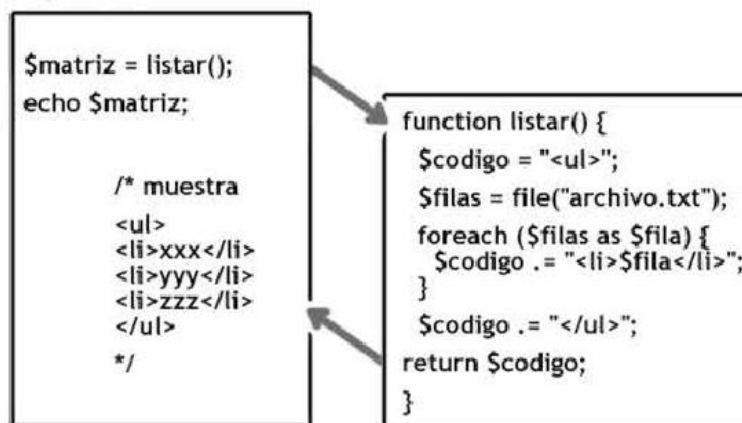 $matriz = listar();
echo $matriz;
/* muestra
<ul>
<li>xxx</li>
<li>yyy</li>
<li>zzz</li>
</ul>
*/
function listar() {
$codigo = "<ul>";
$filas = file("archivo.txt");
foreach ($filas as $fila) {
$codigo .= "<li>$fila</li>";
}
$codigo .= "</ul>";
return $codigo;
}